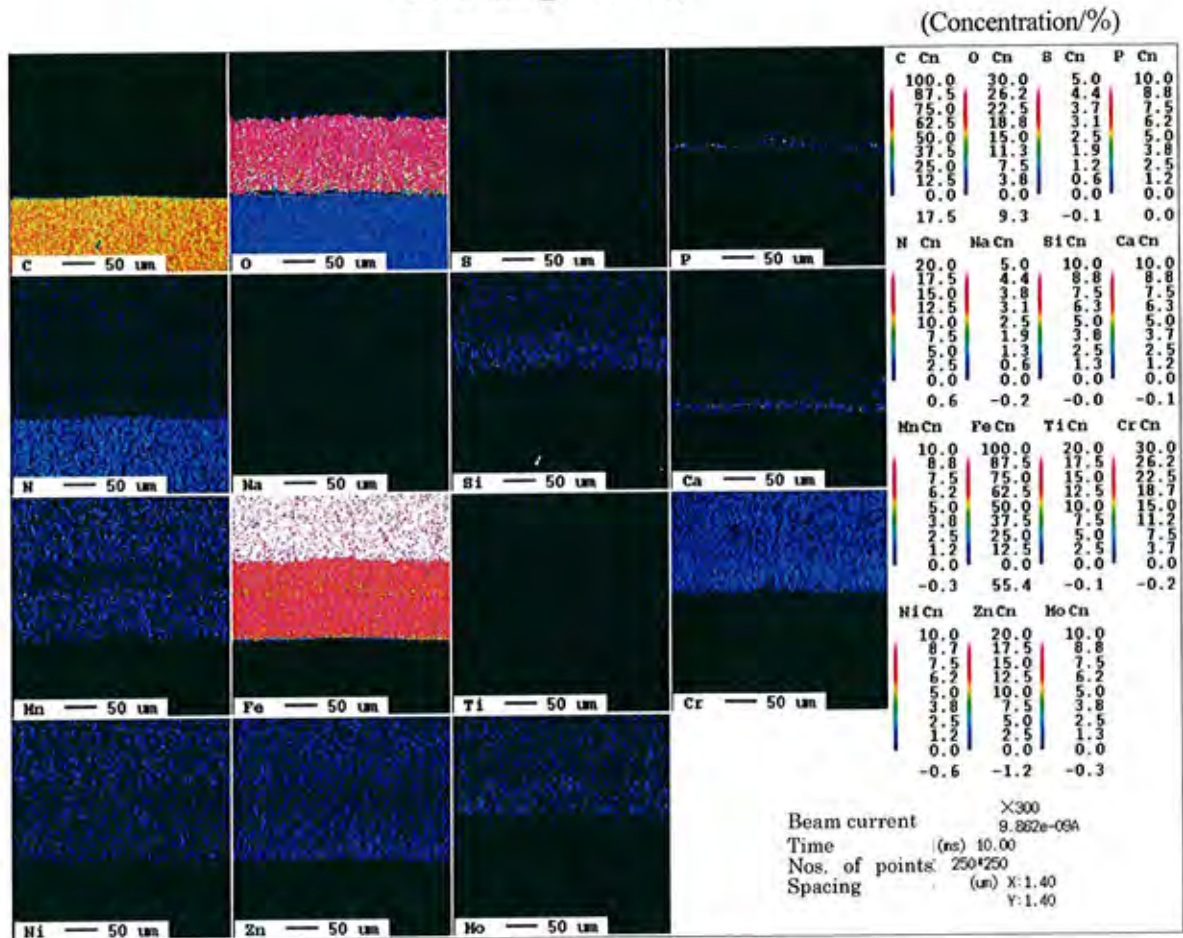 (Concentration/%)
C Cn O Cn S Cn P Cn
100.0 30.0 5.0 10.0
87.5 26.2 4.4 8.8
75.0 22.5 3.7 7.5
62.5 18.8 3.1 6.2
50.0 15.0 2.5 5.0
37.5 11.3 1.9 3.8
25.0 7.5 1.2 2.5
12.5 3.8 0.6 1.2
0.0 0.0 0.0 0.0
17.5 9.3 -0.1 0.0
C 50 um O 50 um S 50 um P 50 um
N Cn Na Cn Si Cn Ca Cn
20.0 5.0 10.0 10.0
17.5 4.4 8.8 8.8
15.0 3.8 7.5 7.5
12.5 3.1 6.3 6.3
10.0 2.5 5.0 5.0
7.5 1.9 3.8 3.7
5.0 1.3 2.5 2.5
2.5 0.6 1.3 1.2
0.0 0.0 0.0 0.0
0.6 -0.2 -0.0 -0.1
N 50 um Na 50 um Si 50 um Ca 50 um
Mn Cn Fe Cn Ti Cn Cr Cn
10.0 100.0 20.0 30.0
8.8 87.5 17.5 26.2
7.5 75.0 15.0 22.5
6.2 62.5 12.5 18.7
5.0 50.0 10.0 15.0
3.8 37.5 7.5 11.2
2.5 25.0 5.0 7.5
1.2 12.5 2.5 3.7
0.0 0.0 0.0 0.0
-0.3 55.4 -0.1 -0.2
Mn 50 um Fe 50 um Ti 50 um Cr 50 um
Ni Cn Zn Cn Mo Cn
10.0 20.0 10.0
8.7 17.5 8.8
7.5 15.0 7.5
6.2 12.5 6.2
5.0 10.0 5.0
3.8 7.5 3.8
2.5 5.0 2.5
1.2 2.5 1.3
0.0 0.0 0.0
-0.6 -1.2 -0.3
Ni 50 um Zn 50 um Mo 50 um
×300
Beam current 9.862e-09A
Time (ms) 10.00
Nos. of points 250*250
Spacing (um) X:1.40
Y:1.40